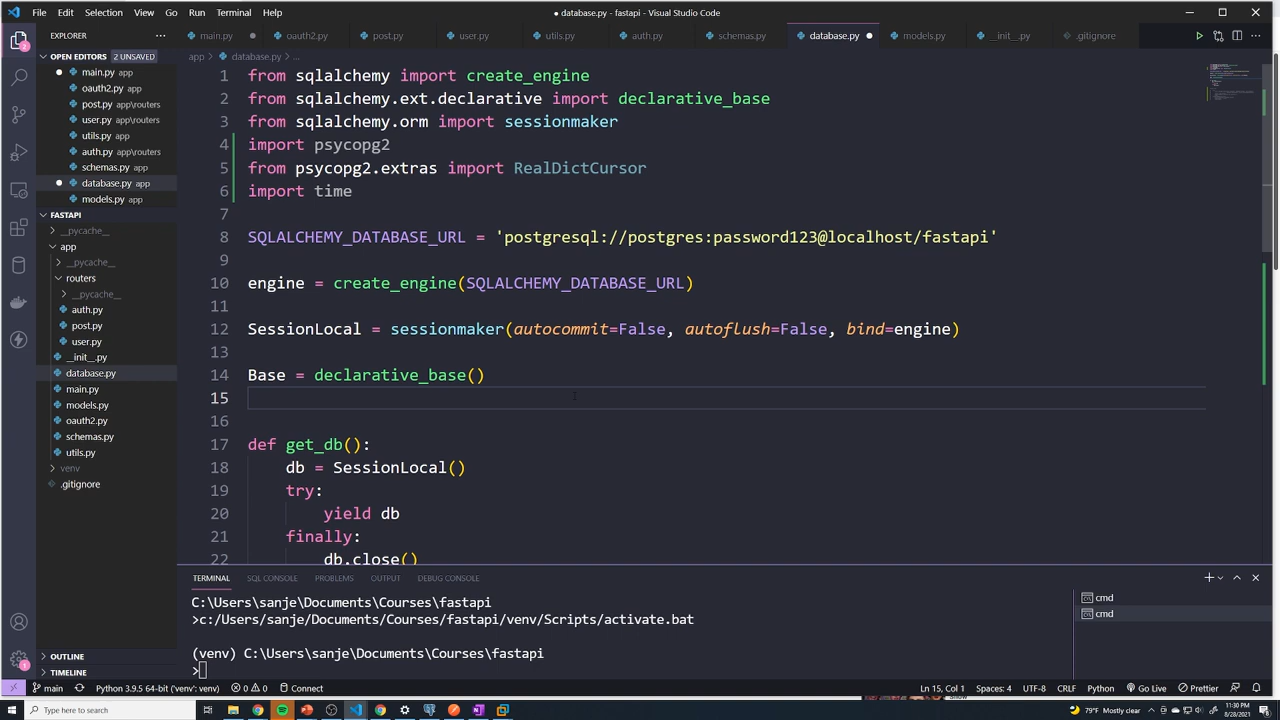 File Edit Selection View Go Run Terminal Help
● database.py - fastapi - Visual Studio Code
EXPLORER
main.py oauth2.py post.py user.py utils.py auth.py schemas.py database.py models.py __init__.py .gitignore
OPEN EDITORS 2 UNSAVED
main.py app
oauth2.py app
post.py app\routers
user.py app\routers
utils.py app
auth.py app\routers
schemas.py app
database.py app
models.py app
FASTAPI
__pycache__
app
__pycache__
routers
__pycache__
auth.py
post.py
user.py
__init__.py
database.py
main.py
models.py
oauth2.py
schemas.py
utils.py
venv
.gitignore
OUTLINE
TIMELINE
app > database.py > ...
1 from sqlalchemy import create_engine
2 from sqlalchemy.ext.declarative import declarative_base
3 from sqlalchemy.orm import sessionmaker
4 import psycopg2
5 from psycopg2.extras import RealDictCursor
6 import time
7
8 SQLALCHEMY_DATABASE_URL = 'postgresql://postgres:password123@localhost/fastapi'
9
10 engine = create_engine(SQLALCHEMY_DATABASE_URL)
11
12 SessionLocal = sessionmaker(autocommit=False, autoflush=False, bind=engine)
13
14 Base = declarative_base()
15
16
17 def get_db():
18 db = SessionLocal()
19 try:
20 yield db
21 finally:
22 db.close()
TERMINAL SQL CONSOLE PROBLEMS OUTPUT DEBUG CONSOLE
C:\Users\sanje\Documents\Courses\fastapi
>c:/Users/sanje/Documents/Courses/fastapi/venv/Scripts/activate.bat
(venv) C:\Users\sanje\Documents\Courses\fastapi
>
cmd
cmd
main Python 3.9.5 64-bit ('venv': venv) 0 0 Connect
Ln 15, Col 1 Spaces: 4 UTF-8 CRLF Python Go Live Prettier
Type here to search
79°F Mostly clear
11:30 PM
8/28/2021